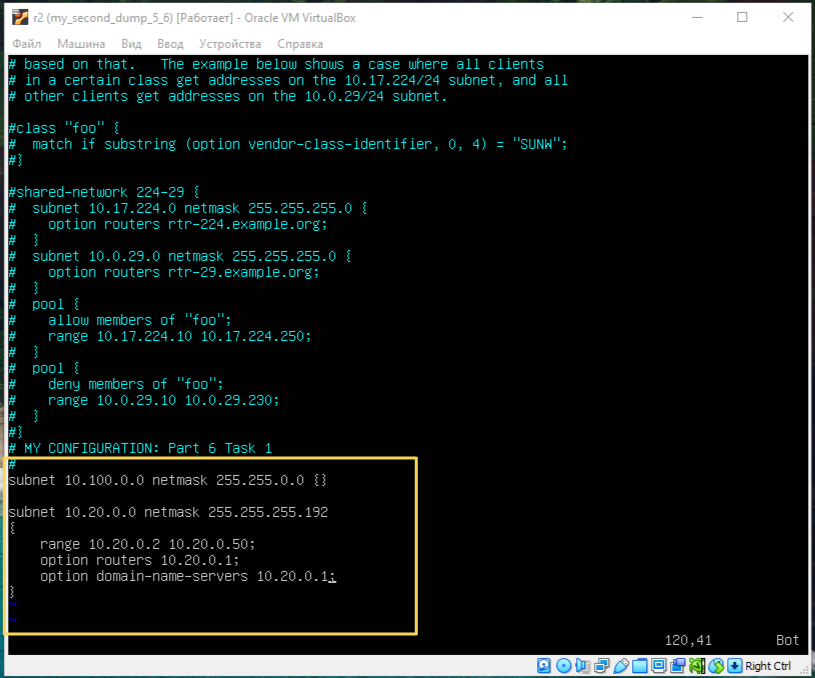 r2 (my_second_dump_5_6) [Работает] - Oracle VM VirtualBox
Файл Машина Вид Ввод Устройства Справка
# based on that.   The example below shows a case where all clients
# in a certain class get addresses on the 10.17.224/24 subnet, and all
# other clients get addresses on the 10.0.29/24 subnet.

#class "foo" {
#  match if substring (option vendor-class-identifier, 0, 4) = "SUNW";
#}

#shared-network 224-29 {
#  subnet 10.17.224.0 netmask 255.255.255.0 {
#    option routers rtr-224.example.org;
#  }
#  subnet 10.0.29.0 netmask 255.255.255.0 {
#    option routers rtr-29.example.org;
#  }
#  pool {
#    allow members of "foo";
#    range 10.17.224.10 10.17.224.250;
#  }
#  pool {
#    deny members of "foo";
#    range 10.0.29.10 10.0.29.230;
#  }
#}
# MY CONFIGURATION: Part 6 Task 1
#
subnet 10.100.0.0 netmask 255.255.0.0 {}

subnet 10.20.0.0 netmask 255.255.255.192
{
    range 10.20.0.2 10.20.0.50;
    option routers 10.20.0.1;
    option domain-name-servers 10.20.0.1;
}
~
~
120,41 Bot
Right Ctrl